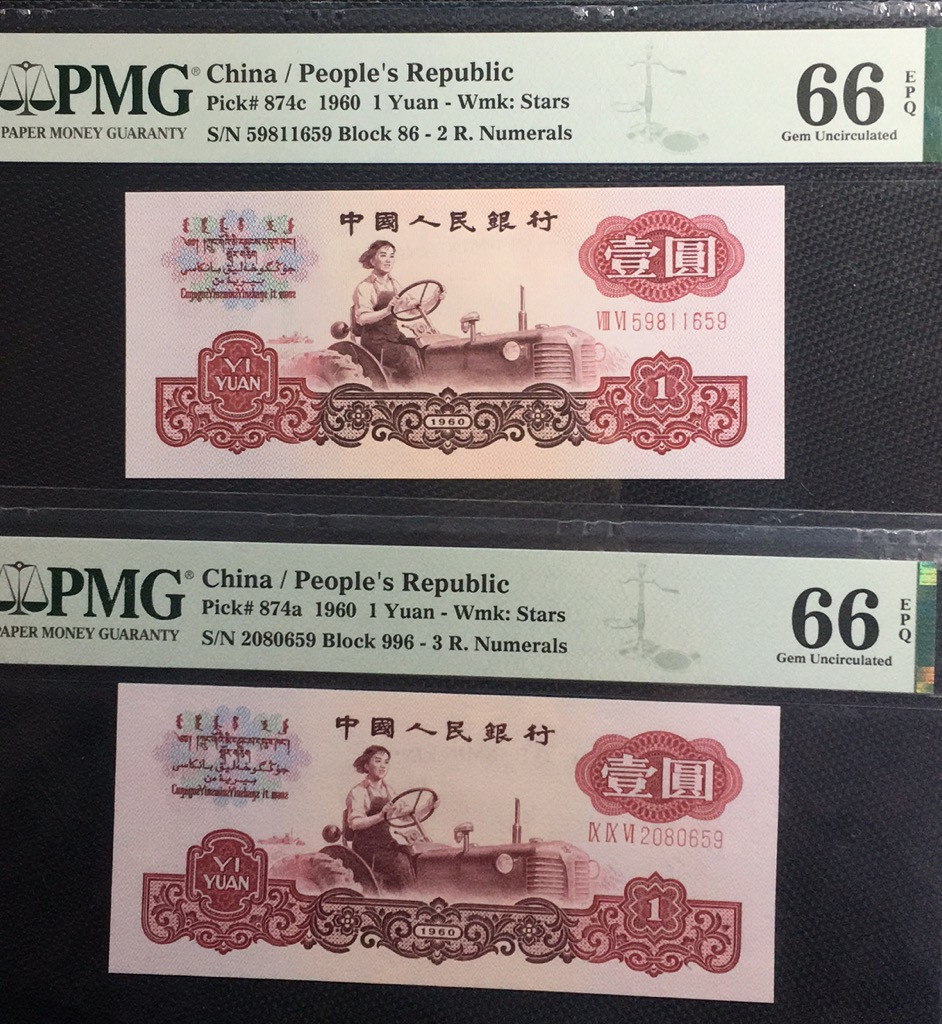 PMG® China / People's Republic
PAPER MONEY GUARANTY
Pick# 874c 1960 1 Yuan - Wmk: Stars
S/N 59811659 Block 86 - 2 R. Numerals
66 EPQ
Gem Uncirculated
中國人民銀行
壹圓
VIII VI 59811659
YI
YUAN
1
1960
PMG® China / People's Republic
PAPER MONEY GUARANTY
Pick# 874a 1960 1 Yuan - Wmk: Stars
S/N 2080659 Block 996 - 3 R. Numerals
66 EPQ
Gem Uncirculated
中國人民銀行
壹圓
IX IX VI 2080659
YI
YUAN
1
1960